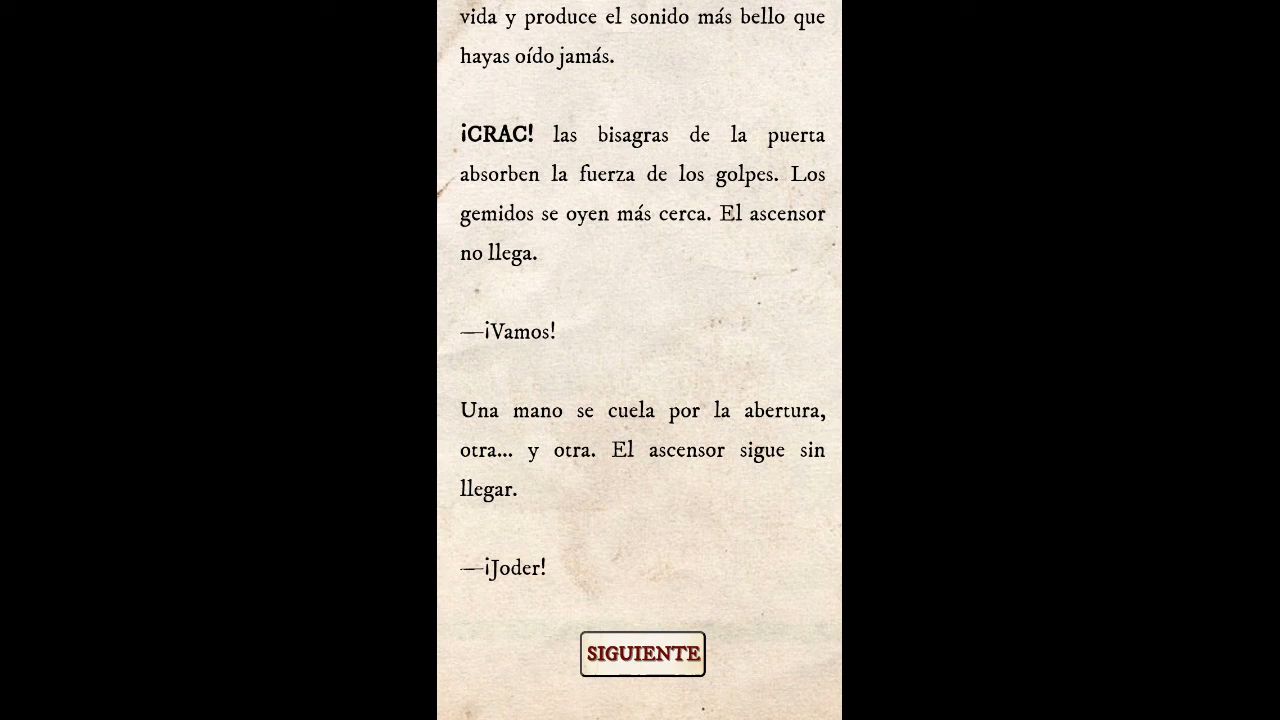 vida y produce el sonido más bello que
hayas oído jamás.
¡CRAC! las bisagras de la puerta
absorben la fuerza de los golpes. Los
gemidos se oyen más cerca. El ascensor
no llega.
—¡Vamos!
Una mano se cuela por la abertura,
otra... y otra. El ascensor sigue sin
llegar.
—¡Joder!
SIGUIENTE